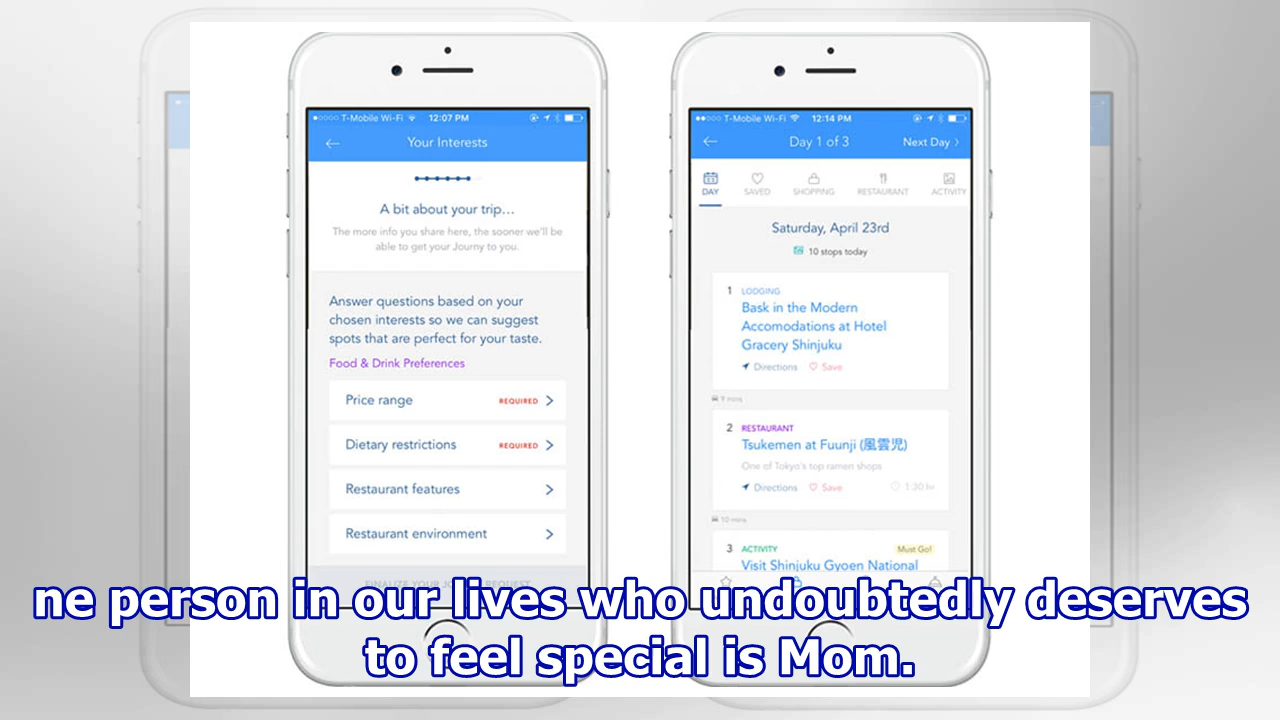 T-Mobile Wi-Fi 12:07 PM
Your Interests
A bit about your trip...
The more info you share here, the sooner we'll be
able to get your Journy to you.
Answer questions based on your
chosen interests so we can suggest
spots that are perfect for your taste.
Food & Drink Preferences
Price range REQUIRED
Dietary restrictions REQUIRED
Restaurant features
Restaurant environment
T-Mobile Wi-Fi 12:14 PM
Day 1 of 3 Next Day
DAY SAVED SHOPPING RESTAURANT ACTIVITY
Saturday, April 23rd
10 stops today
1 LODGING
Bask in the Modern
Accomodations at Hotel
Gracery Shinjuku
Directions Save
9 mins
2 RESTAURANT
Tsukemen at Fuunji (風雲児)
One of Tokyo's top ramen shops
Directions Save 1:30 hr
10 mins
3 ACTIVITY Must Go!
Visit Shinjuku Gyoen National
ne person in our lives who undoubtedly deserves
to feel special is Mom.